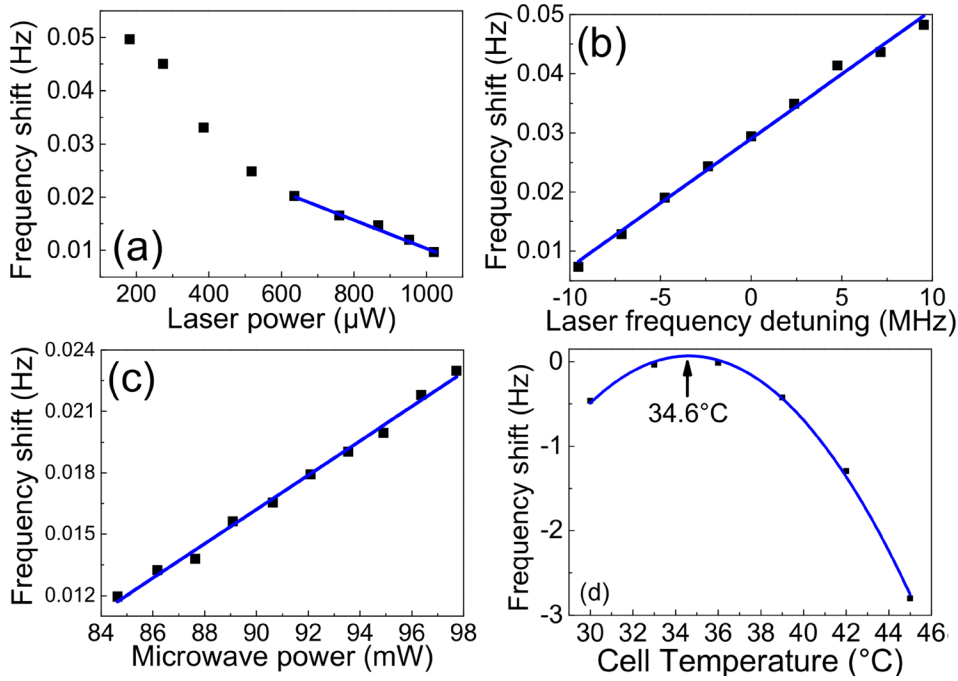 (a)
Frequency shift (Hz)
0.05
0.04
0.03
0.02
0.01
200 400 600 800 1000
Laser power (µW)
(b)
Frequency shift (Hz)
0.05
0.04
0.03
0.02
0.01
-10 -5 0 5 10
Laser frequency detuning (MHz)
(c)
Frequency shift (Hz)
0.024
0.021
0.018
0.015
0.012
84 86 88 90 92 94 96 98
Microwave power (mW)
Frequency shift (Hz)
0
-1
-2
-3
34.6°C
(d)
30 32 34 36 38 40 42 44 46
Cell Temperature (°C)